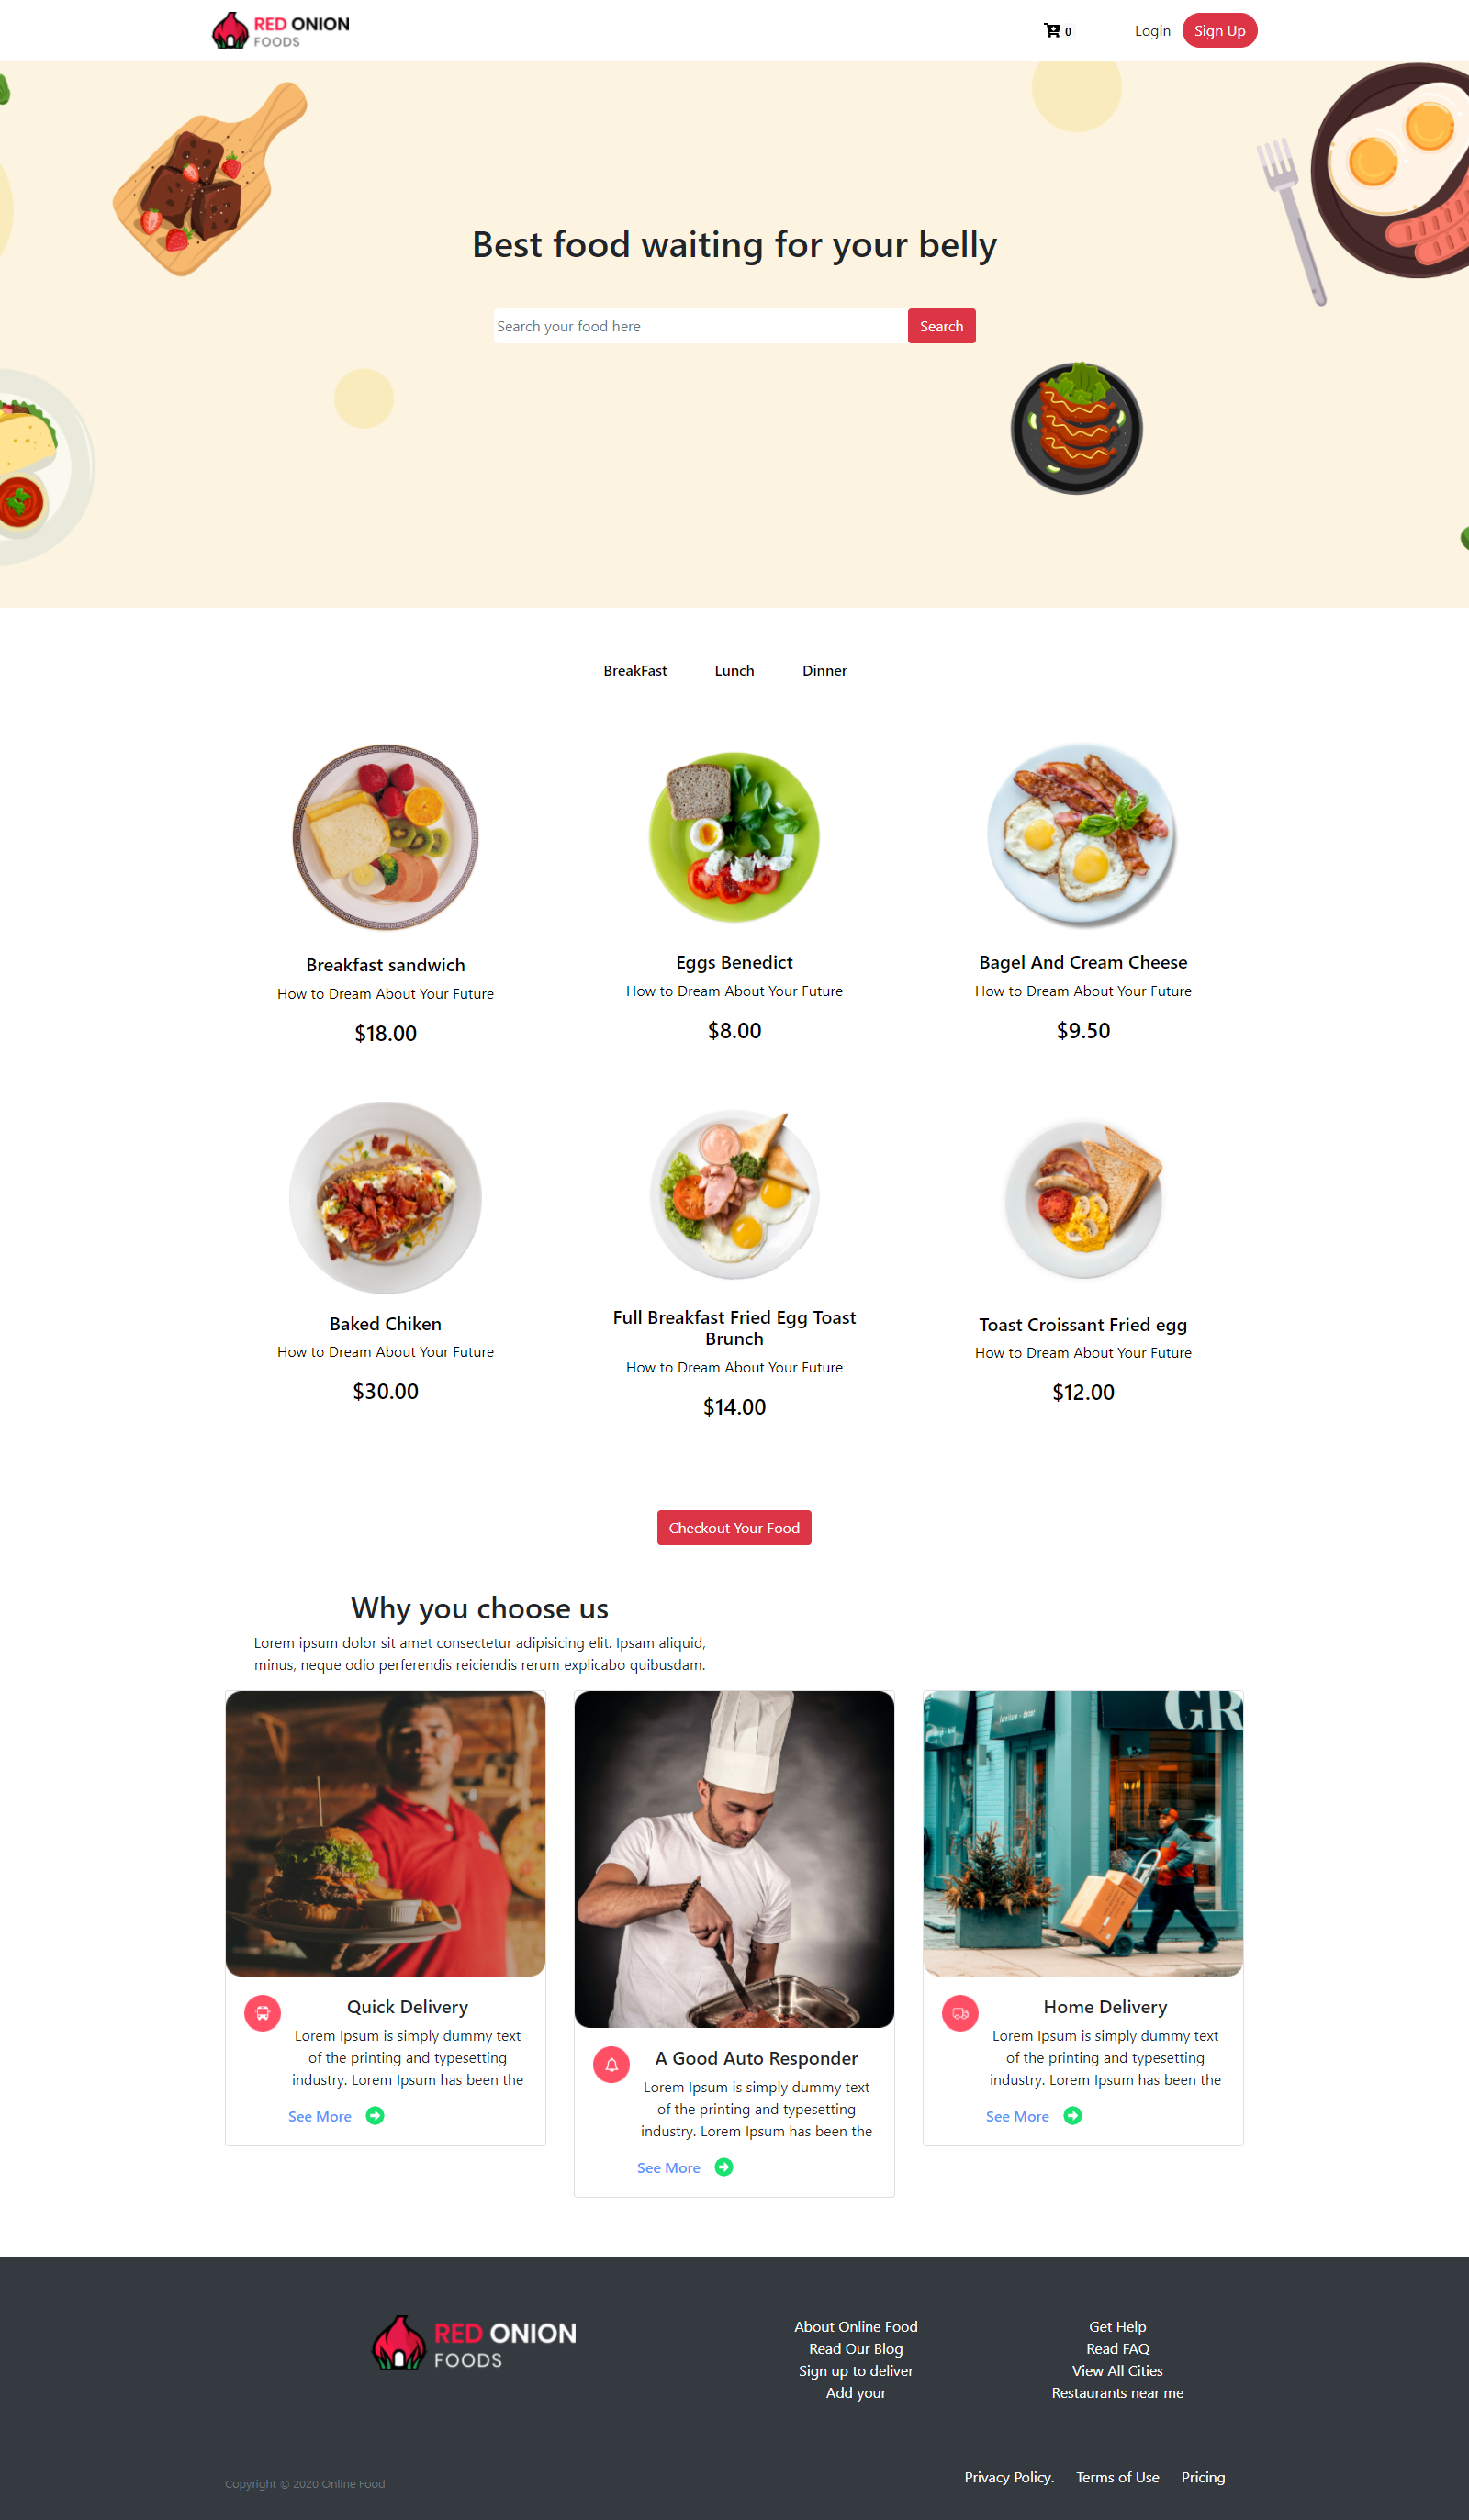 RED ONION
FOODS
0
Login
Sign Up
Best food waiting for your belly
Search your food here
Search
BreakFast
Lunch
Dinner
Breakfast sandwich
How to Dream About Your Future
$18.00
Eggs Benedict
How to Dream About Your Future
$8.00
Bagel And Cream Cheese
How to Dream About Your Future
$9.50
Baked Chiken
How to Dream About Your Future
$30.00
Full Breakfast Fried Egg Toast
Brunch
How to Dream About Your Future
$14.00
Toast Croissant Fried egg
How to Dream About Your Future
$12.00
Checkout Your Food
Why you choose us
Lorem ipsum dolor sit amet consectetur adipisicing elit. Ipsam aliquid,
minus, neque odio perferendis reiciendis rerum explicabo quibusdam.
Quick Delivery
Lorem Ipsum is simply dummy text
of the printing and typesetting
industry. Lorem Ipsum has been the
See More
A Good Auto Responder
Lorem Ipsum is simply dummy text
of the printing and typesetting
industry. Lorem Ipsum has been the
See More
GR
Home Delivery
Lorem Ipsum is simply dummy text
of the printing and typesetting
industry. Lorem Ipsum has been the
See More
RED ONION
FOODS
About Online Food
Read Our Blog
Sign up to deliver
Add your
Get Help
Read FAQ
View All Cities
Restaurants near me
Copyright © 2020 Online Food
Privacy Policy.
Terms of Use
Pricing